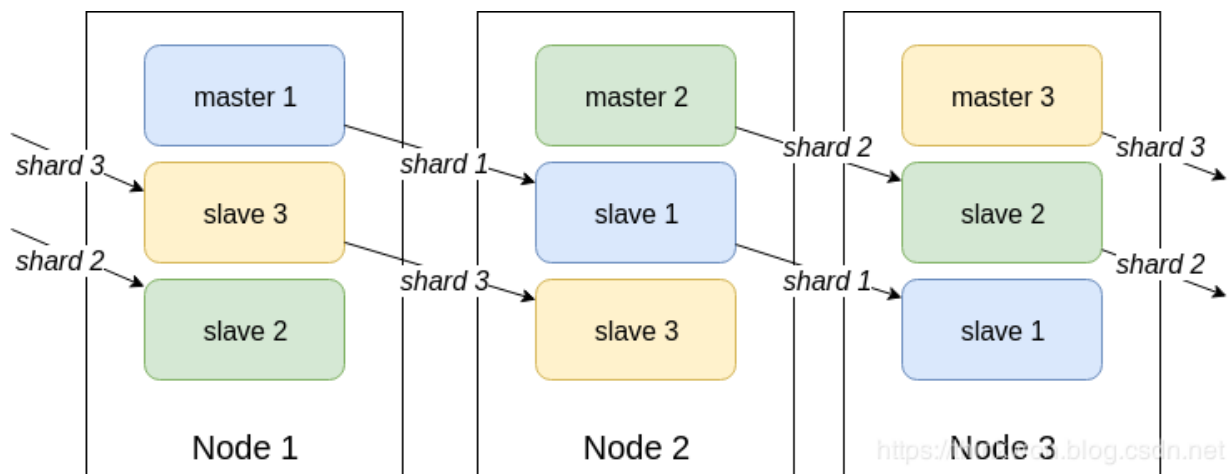 master 1
master 2
master 3
shard 3
shard 1
shard 2
shard 3
slave 3
slave 1
slave 2
shard 2
shard 3
shard 1
shard 2
slave 2
slave 3
slave 1
Node 1
Node 2
Node 3